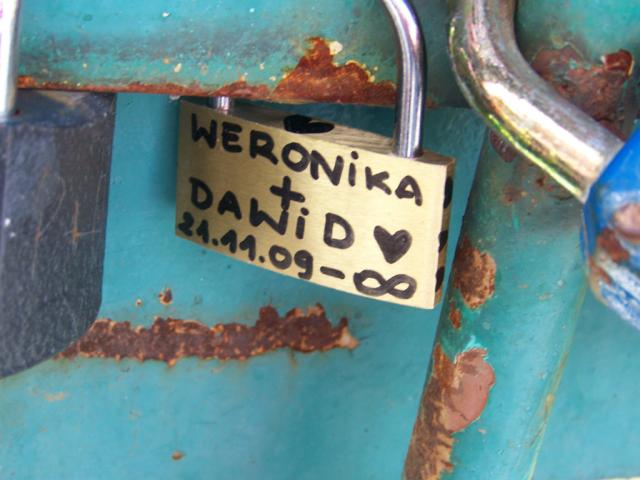 WERONiKA
+
DAWiD ♥
21.11.09-∞